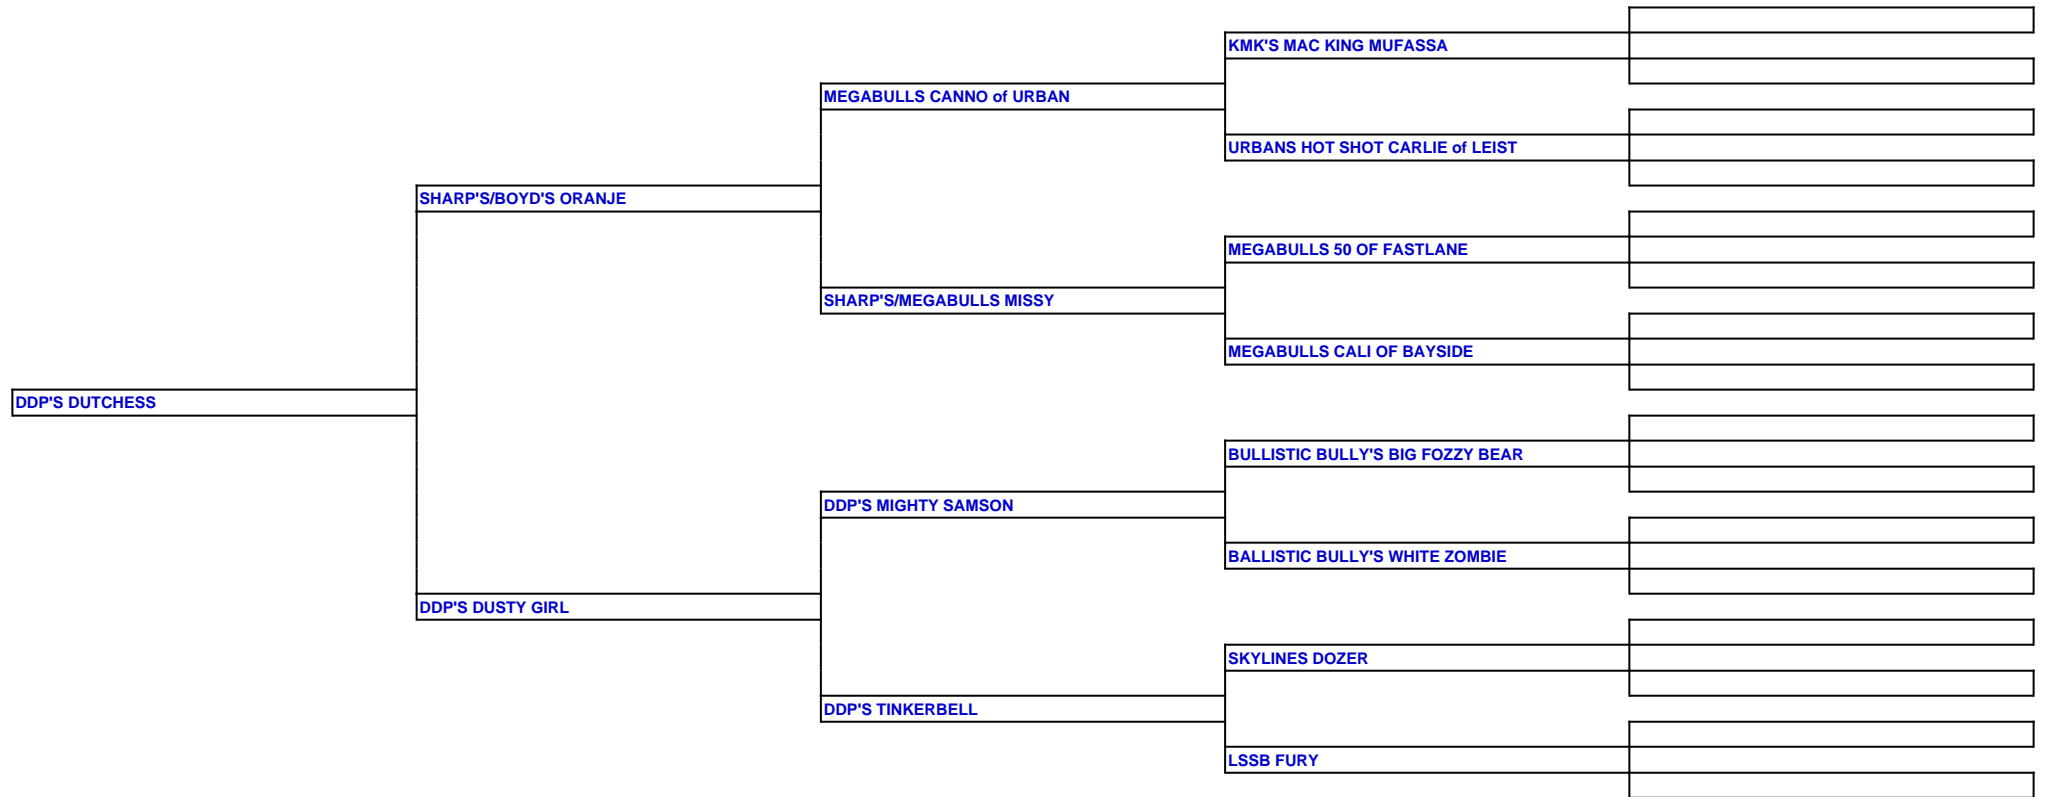 KMK'S MAC KING MUFASSA
MEGABULLS CANNO of URBAN
URBANS HOT SHOT CARLIE of LEIST
SHARP'S/BOYD'S ORANJE
MEGABULLS 50 OF FASTLANE
SHARP'S/MEGABULLS MISSY
MEGABULLS CALI OF BAYSIDE
DDP'S DUTCHESS
BULLISTIC BULLY'S BIG FOZZY BEAR
DDP'S MIGHTY SAMSON
BALLISTIC BULLY'S WHITE ZOMBIE
DDP'S DUSTY GIRL
SKYLINES DOZER
DDP'S TINKERBELL
LSSB FURY